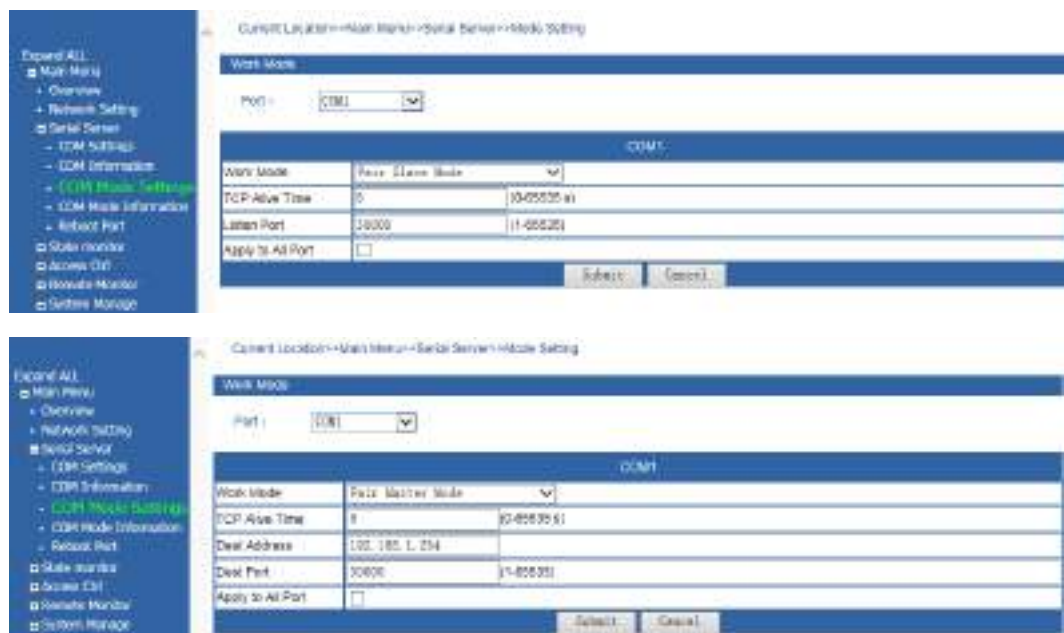 Current Location>>Main Menu>>Serial Server>>Mode Setting
Expand ALL
Main Menu
Overview
Network Setting
Serial Server
COM Settings
COM Information
COM Mode Settings
COM Mode Information
Reboot Port
State monitor
Access Ctrl
Remote Monitor
System Manage
Work Mode
Port : COM1
COM1
Work Mode Pair Slave Mode
TCP Alive Time (0-65535 s)
Listen Port 30000 (1-65535)
Apply to All Port
Submit Cancel
Current Location>>Main Menu>>Serial Server>>Mode Setting
Expand ALL
Main Menu
Overview
Network Setting
Serial Server
COM Settings
COM Information
COM Mode Settings
COM Mode Information
Reboot Port
State monitor
Access Ctrl
Remote Monitor
System Manage
Work Mode
Port : COM1
COM1
Work Mode Pair Master Mode
TCP Alive Time (0-65535 s)
Dest Address
Dest Port 30000 (1-65535)
Apply to All Port
Submit Cancel